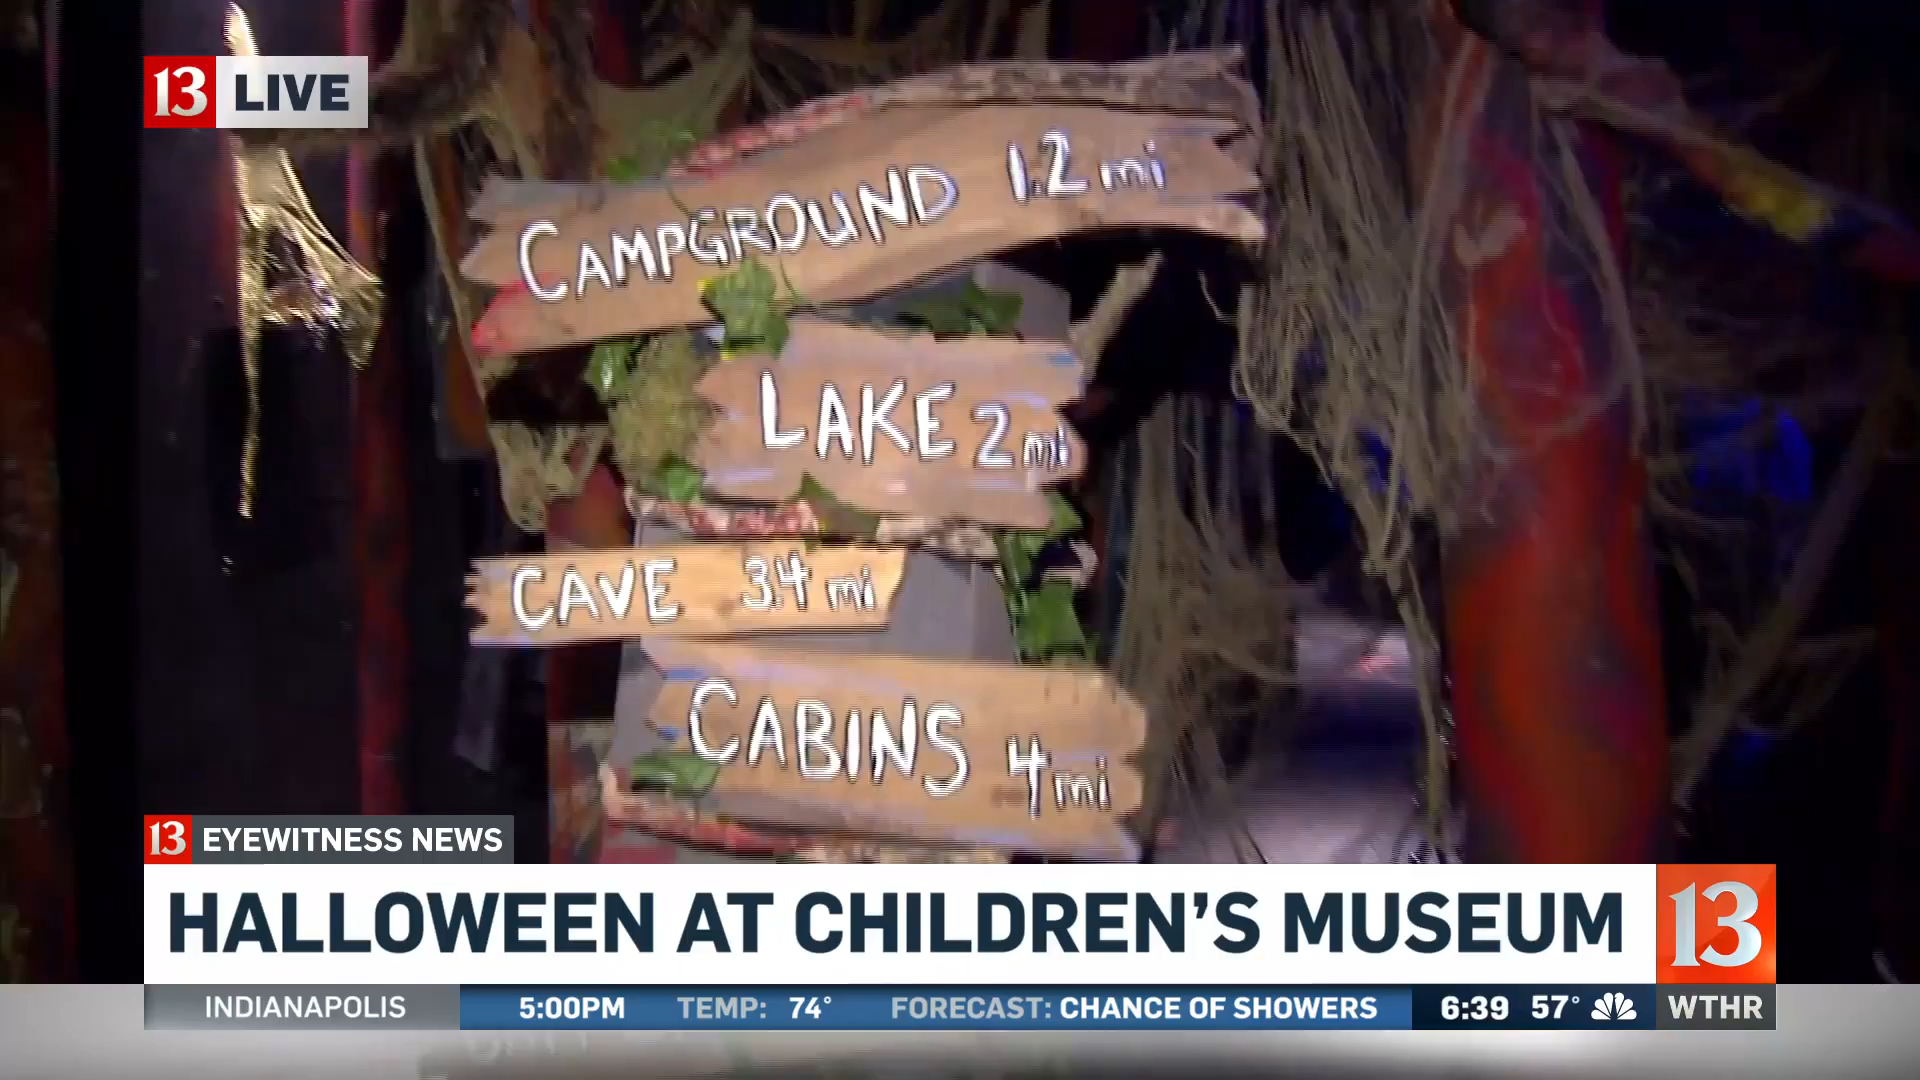 13 LIVE
CAMPGROUND 1.2 mi
LAKE 2 mi
CAVE 3.4 mi
CABINS 4 mi
13 EYEWITNESS NEWS
HALLOWEEN AT CHILDREN'S MUSEUM
13
INDIANAPOLIS 5:00PM TEMP: 74° FORECAST: CHANCE OF SHOWERS 6:39 57° WTHR